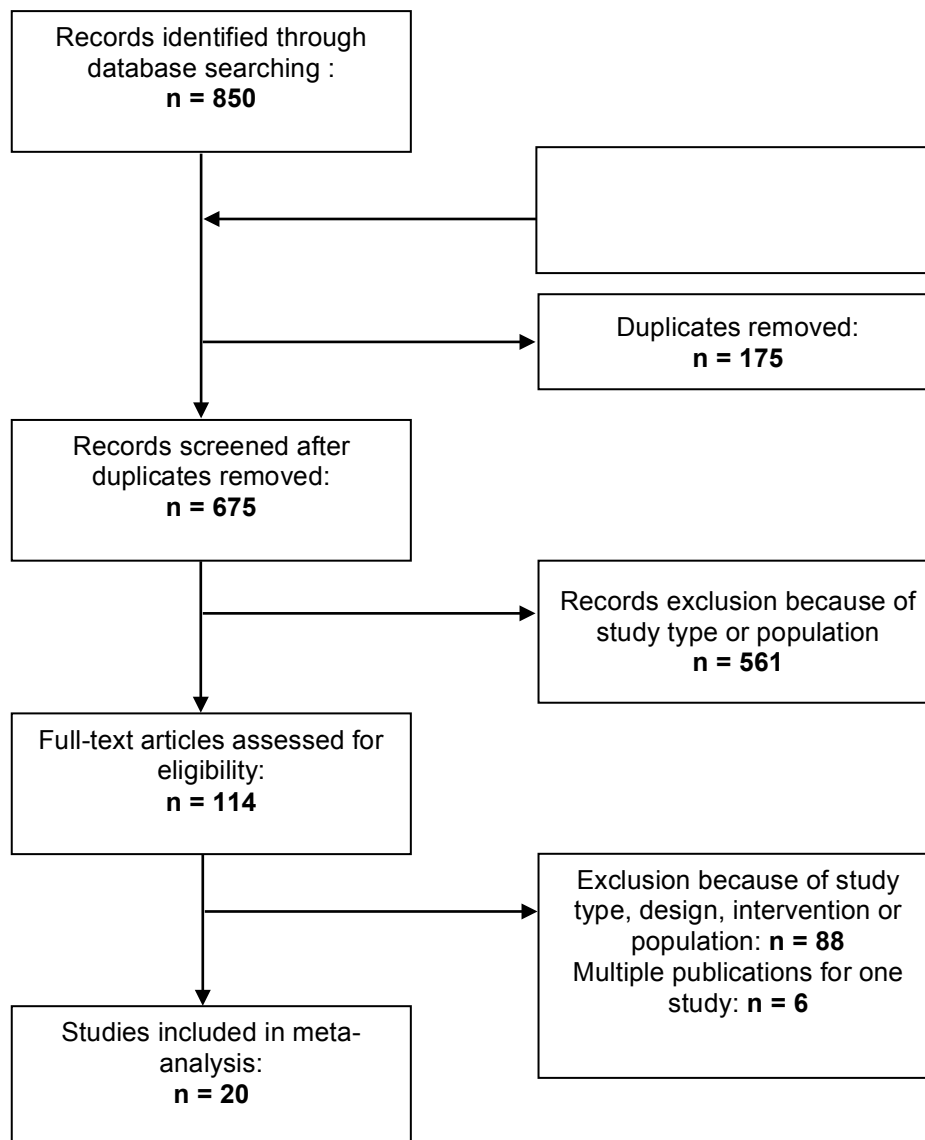 Records identified through
database searching :
n = 850
Duplicates removed:
n = 175
Records screened after
duplicates removed:
n = 675
Records exclusion because of
study type or population
n = 561
Full-text articles assessed for
eligibility:
n = 114
Exclusion because of study
type, design, intervention or
population: n = 88
Multiple publications for one
study: n = 6
Studies included in meta-
analysis:
n = 20